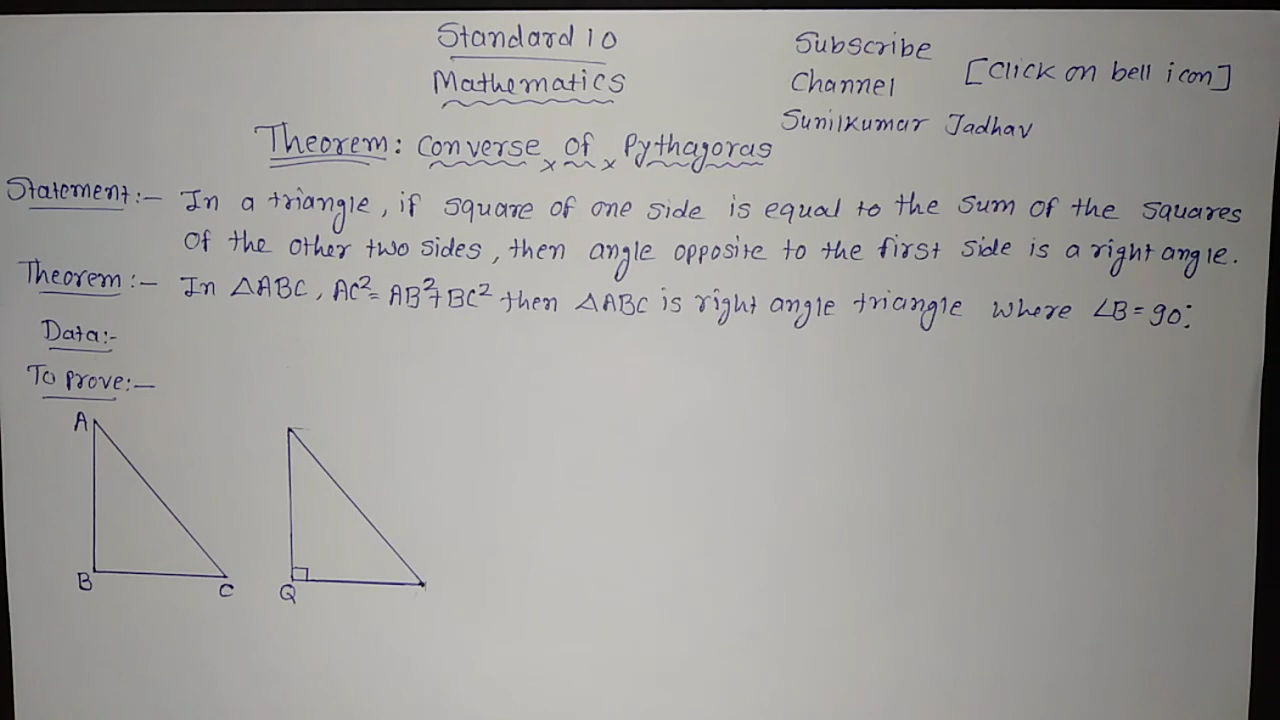 Standard 10
Mathematics
Subscribe
Channel [Click on bell icon]
Sunilkumar Jadhav
Theorem: Converse of Pythagoras
Statement:- In a triangle, if square of one side is equal to the sum of the squares
of the other two sides, then angle opposite to the first side is a right angle.
Theorem:- In △ABC, AC²= AB²+BC² then △ABC is right angle triangle where ∠B=90°.
Data:-
To prove:-
A
B
C
Q